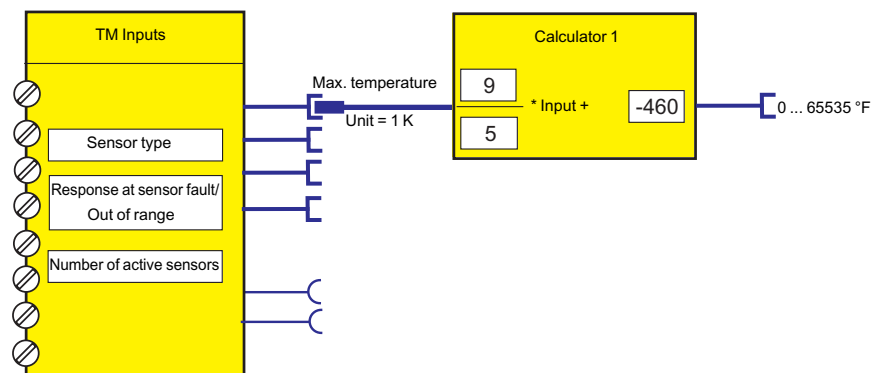 TM Inputs
Sensor type
Response at sensor fault/
Out of range
Number of active sensors
Max. temperature
Unit = 1 K
Calculator 1
9
5
* Input +
-460
0 ... 65535 °F